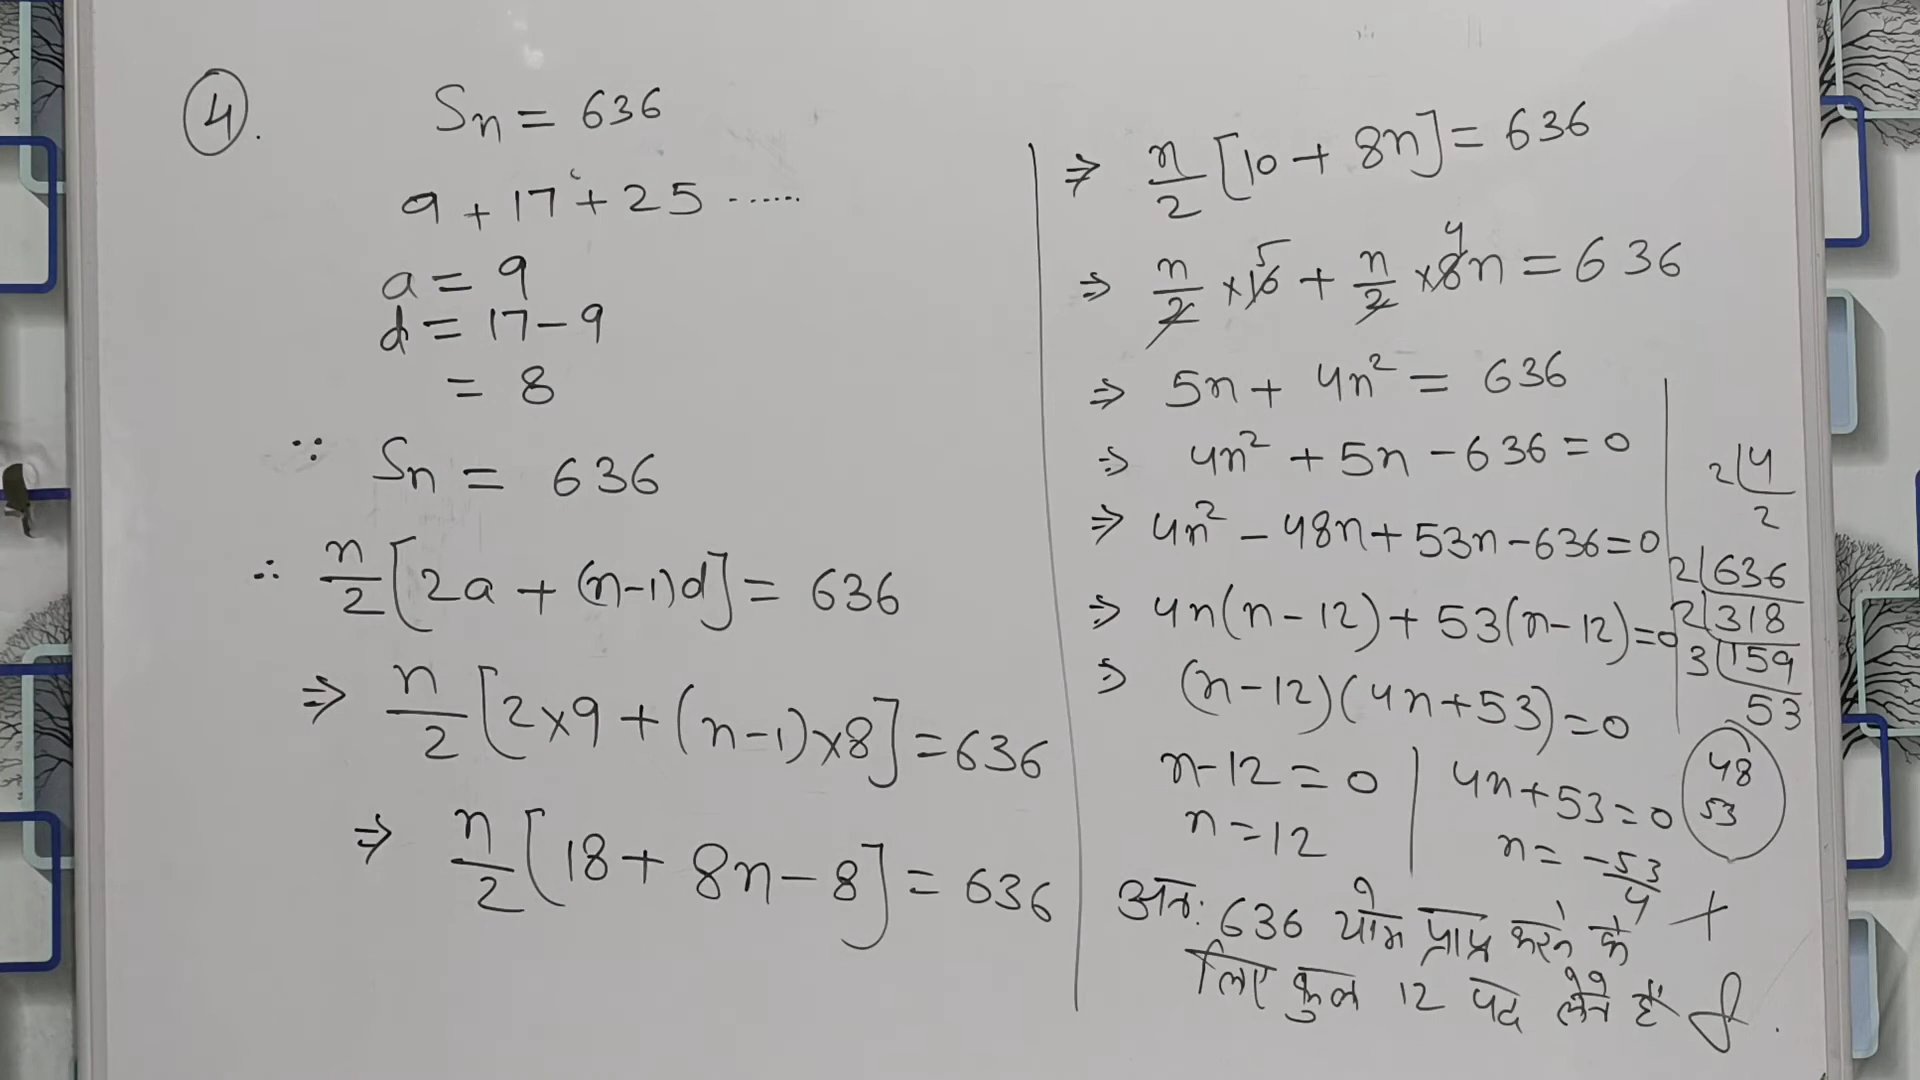 4.
Sn = 636
9 + 17 + 25 ......
a = 9
d = 17 - 9
= 8
∵ Sn = 636
∴ n/2 [2a + (n-1)d] = 636
⇒ n/2 [2×9 + (n-1)×8] = 636
⇒ n/2 [18 + 8n - 8] = 636
⇒ n/2 [10 + 8n] = 636
⇒ n/2 × 10 5 + n/2 × 8 4 n = 636
⇒ 5n + 4n² = 636
⇒ 4n² + 5n - 636 = 0
⇒ 4n² - 48n + 53n - 636 = 0
⇒ 4n(n - 12) + 53(n - 12) = 0
⇒ (n - 12)(4n + 53) = 0
n - 12 = 0 | 4n + 53 = 0
n = 12 | n = -53/4 ×
अतः 636 योग प्राप्त करने के
लिए कुल 12 पद लेने हैं
2 | 4
2
2 | 636
2 | 318
3 | 159
53
48
53